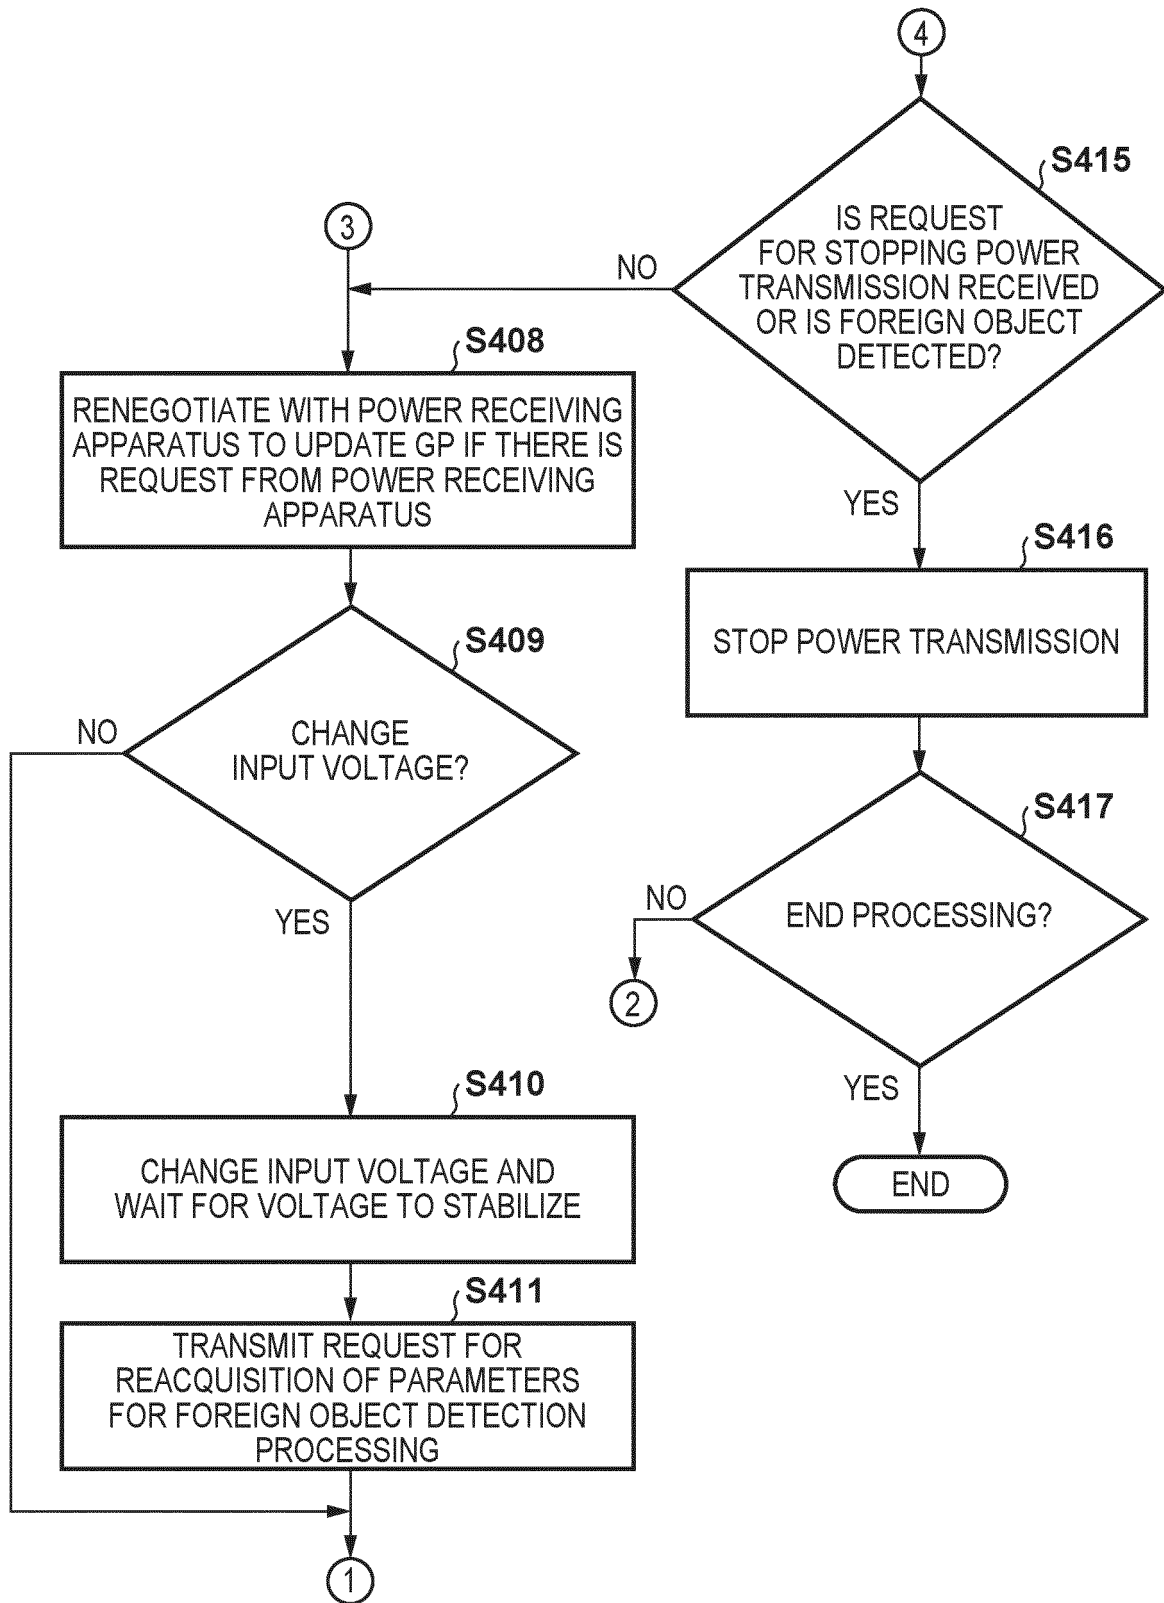 4
S415
IS REQUEST
FOR STOPPING POWER
TRANSMISSION RECEIVED
OR IS FOREIGN OBJECT
DETECTED?
NO
YES
3
S408
RENEGOTIATE WITH POWER RECEIVING
APPARATUS TO UPDATE GP IF THERE IS
REQUEST FROM POWER RECEIVING
APPARATUS
S409
CHANGE
INPUT VOLTAGE?
NO
YES
S410
CHANGE INPUT VOLTAGE AND
WAIT FOR VOLTAGE TO STABILIZE
S411
TRANSMIT REQUEST FOR
REACQUISITION OF PARAMETERS
FOR FOREIGN OBJECT DETECTION
PROCESSING
1
S416
STOP POWER TRANSMISSION
S417
END PROCESSING?
NO
2
YES
END